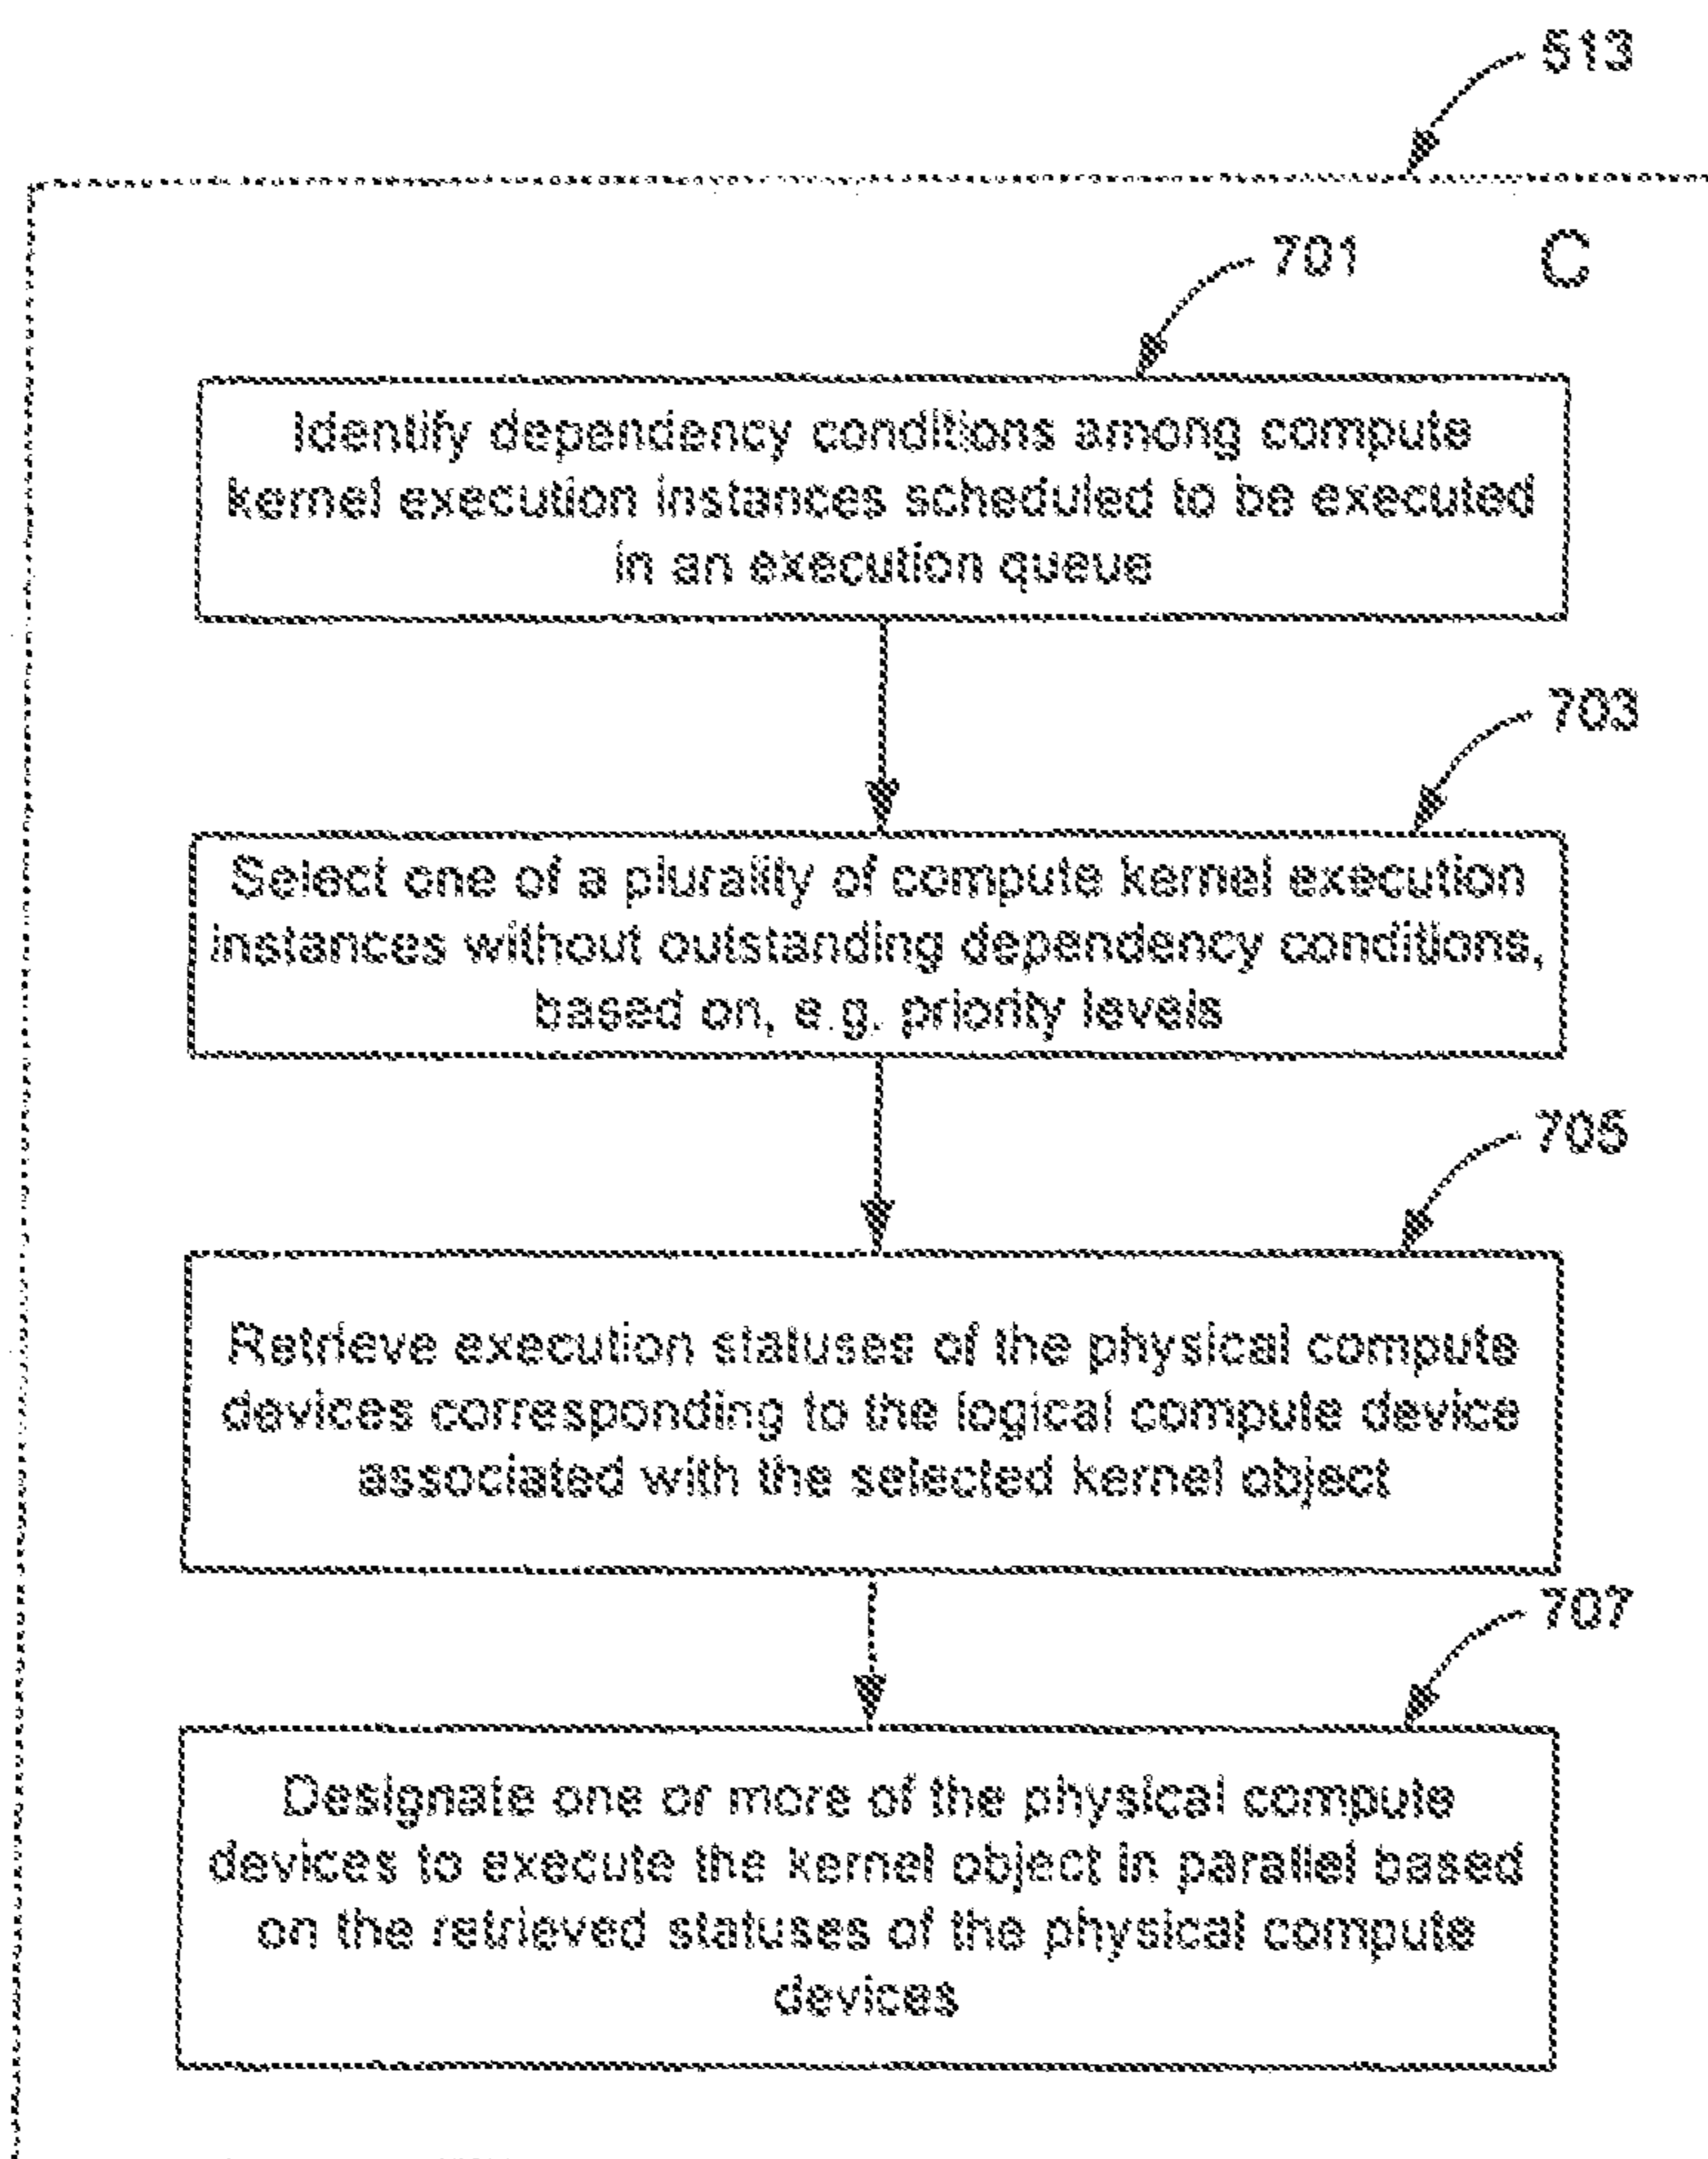 513
C
701
Identify dependency conditions among compute
kernel execution instances scheduled to be executed
in an execution queue
703
Select one of a plurality of compute kernel execution
instances without outstanding dependency conditions,
based on, e.g. priority levels
705
Retrieve execution statuses of the physical compute
devices corresponding to the logical compute device
associated with the selected kernel object
707
Designate one or more of the physical compute
devices to execute the kernel object in parallel based
on the retrieved statuses of the physical compute
devices